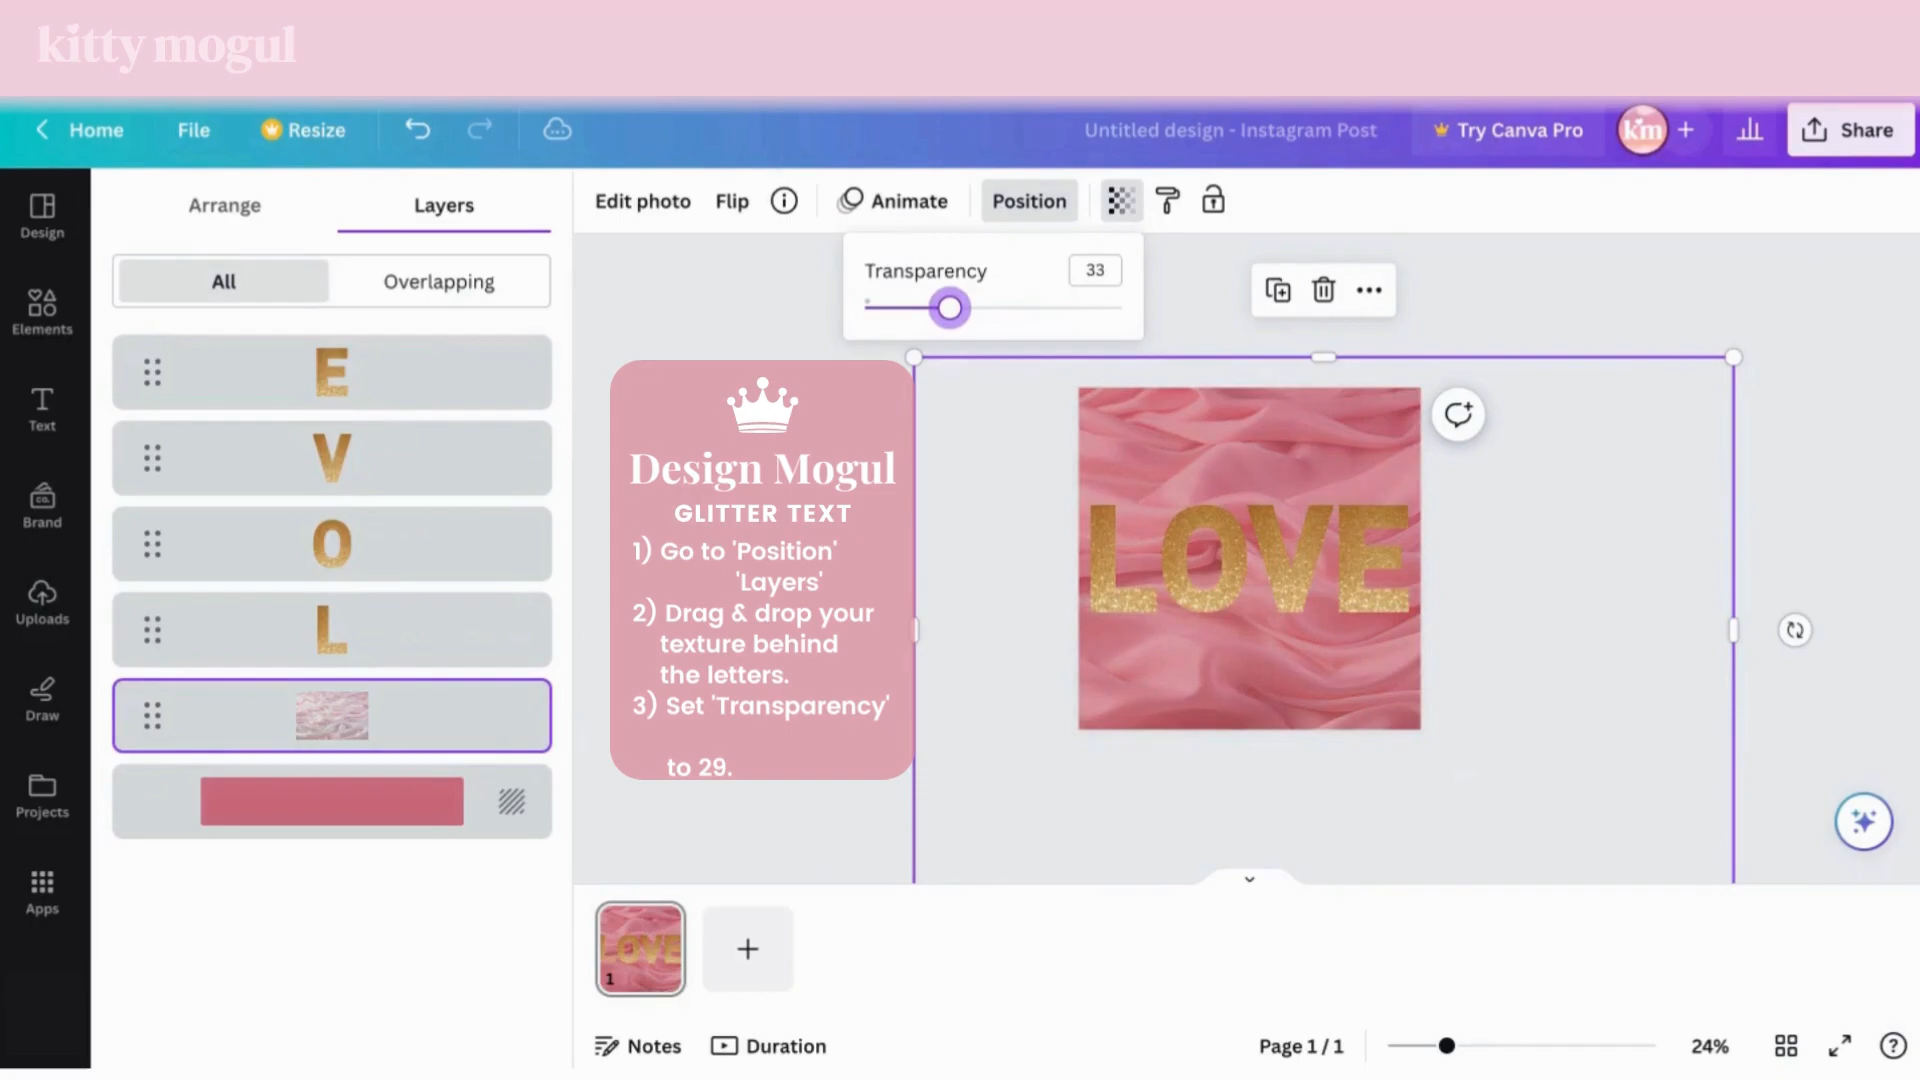 kitty mogul
Home File Resize Untitled design - Instagram Post Try Canva Pro km + Share
Design
Elements
Text
Brand
CO.
Uploads
Draw
Projects
Apps
Arrange Layers
All Overlapping
E
V
O
L
Edit photo Flip Animate Position
Transparency 33
Design Mogul
GLITTER TEXT
1) Go to 'Position'
'Layers'
2) Drag & drop your
texture behind
the letters.
3) Set 'Transparency'
to 29.
LOVE
LOVE
1
Notes Duration Page 1 / 1 24%